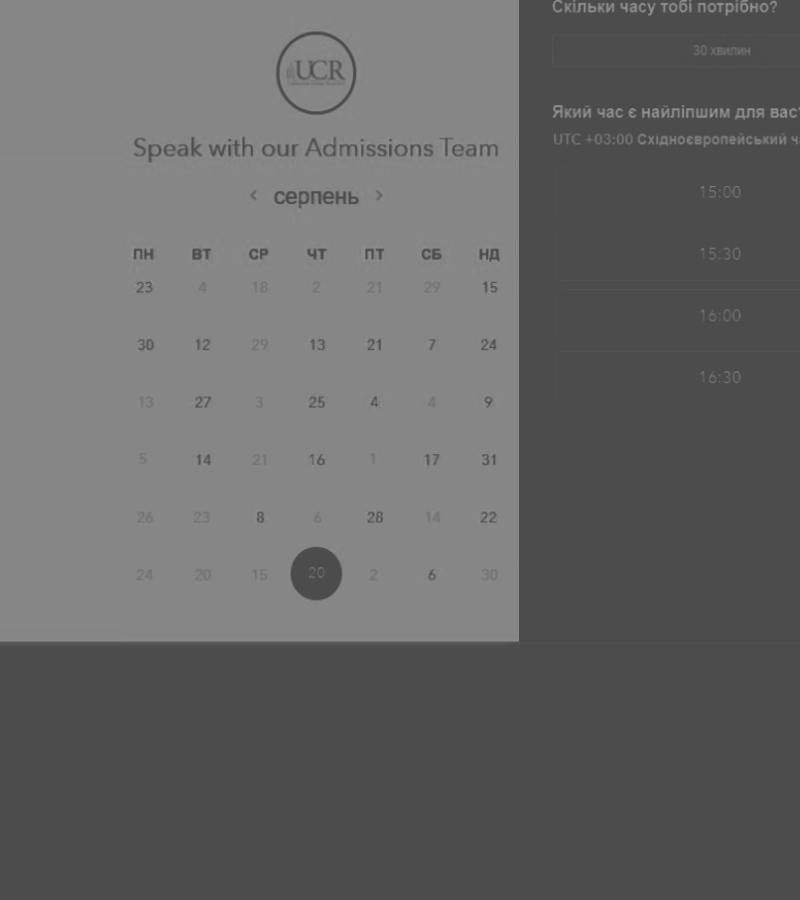 UCR
Speak with our Admissions Team
< серпень >
ПН ВТ СР ЧТ ПТ СБ НД
23 4 18 2 21 29 15
30 12 29 13 21 7 24
13 27 3 25 4 4 9
5 14 21 16 1 17 31
26 23 8 6 28 14 22
24 20 15 20 2 6 30
Скільки часу тобі потрібно?
30 хвилин
Який час є найліпшим для вас
UTC +03:00 Східноєвропейський
15:00
15:30
16:00
16:30